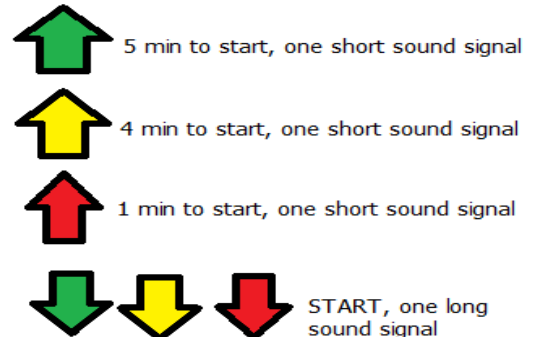 5 min to start, one short sound signal
4 min to start, one short sound signal
1 min to start, one short sound signal
START, one long
sound signal